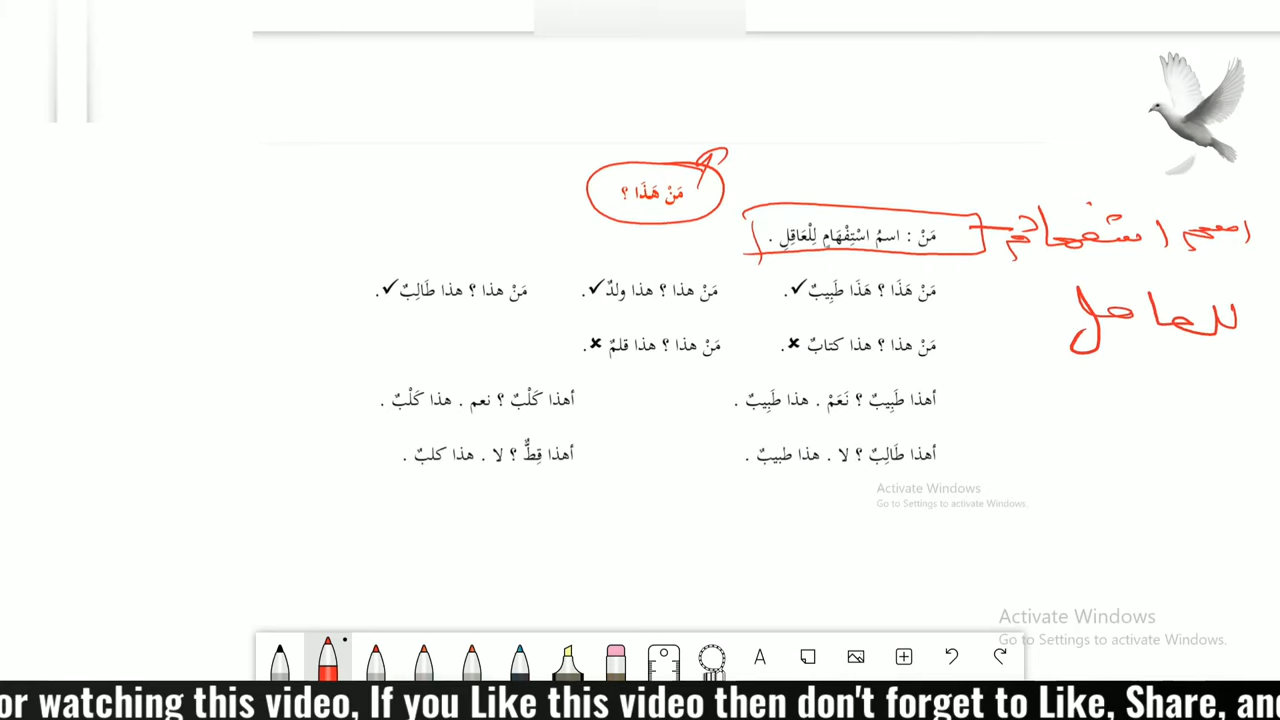 مَنْ هَذَا ؟
مَنْ : اسمُ اسْتِفْهَامٍ لِلْعَاقِلِ .
اسم استفهام
للعاقل
مَنْ هَذَا ؟ هَذَا طَبِيبٌ ✓. مَنْ هذا ؟ هذا ولدٌ ✓. مَنْ هذا ؟ هذا طَالِبٌ ✓.
مَنْ هذا ؟ هذا كتابٌ ✘. مَنْ هذا ؟ هذا قلمٌ ✘.
أهذا طَبِيبٌ ؟ نَعَمْ . هذا طَبِيبٌ . أهذا كَلْبٌ ؟ نعم . هذا كَلْبٌ .
أهذا طَالِبٌ ؟ لا . هذا طبيبٌ . أهذا قِطٌّ ؟ لا . هذا كلبٌ .
Activate Windows
Go to Settings to activate Windows.
Activate Windows
Go to Settings to activate Windows.
A
or watching this video, If you Like this video then don't forget to Like, Share, and